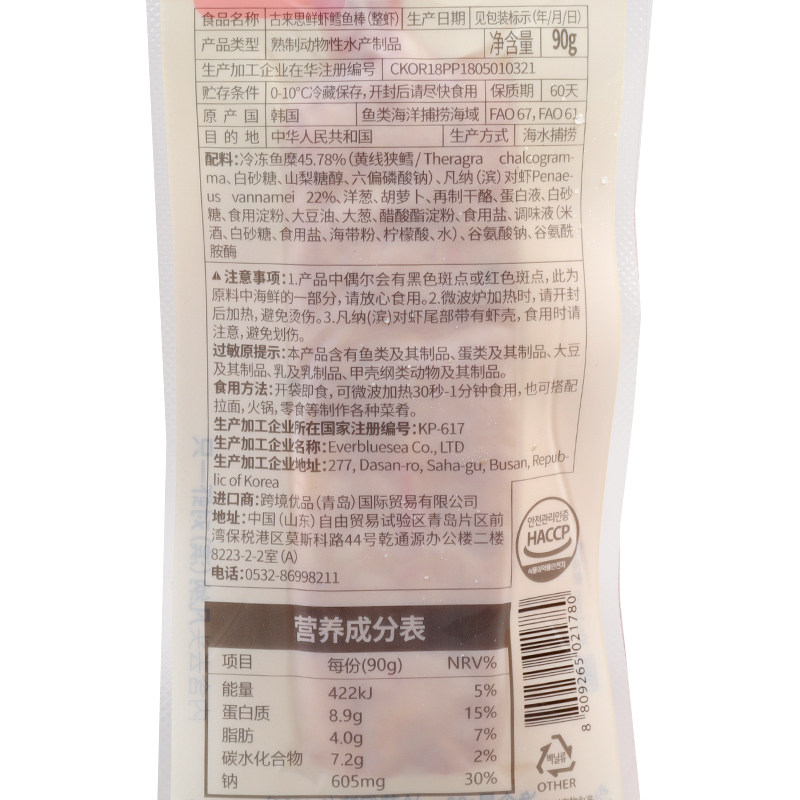 食品名称 古来思鲜虾鳕鱼棒(整虾) 生产日期 见包装标示(年/月/日)
产品类型 熟制动物性水产制品 净含量 90g
生产加工企业在华注册编号 CKOR18PP1805010321
贮存条件 0-10°C冷藏保存,开封后请尽快食用 保质期 60天
原产国 韩国 鱼类海洋捕捞海域 FAO 67, FAO 61
目的地 中华人民共和国 生产方式 海水捕捞
配料:冷冻鱼糜45.78%(黄线狭鳕/Theragra chalcogram-
ma、白砂糖、山梨糖醇、六偏磷酸钠)、凡纳(滨)对虾Penae-
us vannamei 22%、洋葱、胡萝卜、再制干酪、蛋白液、白砂
糖、食用淀粉、大豆油、大葱、醋酸酯淀粉、食用盐、调味液(米
酒、白砂糖、食用盐、海带粉、柠檬酸、水)、谷氨酸钠、谷氨酰
胺酶
⚠注意事项:1.产品中偶尔会有黑色斑点或红色斑点,此为
原料中海鲜的一部分,请放心食用。2.微波炉加热时,请开封
后加热,避免烫伤。3.凡纳(滨)对虾尾部带有虾壳,食用时请
注意,避免划伤。
过敏原提示:本产品含有鱼类及其制品、蛋类及其制品、大豆
及其制品、乳及乳制品、甲壳纲类动物及其制品。
食用方法:开袋即食,可微波加热30秒-1分钟食用,也可搭配
拉面,火锅,零食等制作各种菜肴。
生产加工企业所在国家注册编号:KP-617
生产加工企业名称:Everbluesea Co., LTD
生产加工企业地址:277, Dasan-ro, Saha-gu, Busan, Repub-
lic of Korea
进口商:跨境优品(青岛)国际贸易有限公司
地址:中国(山东)自由贸易试验区青岛片区前
湾保税港区莫斯科路44号乾通源办公楼二楼
8223-2-2室(A)
电话:0532-86998211
안전관리인증
HACCP
식품의약품안전처
营养成分表
项目 每份(90g) NRV%
能量 422kJ 5%
蛋白质 8.9g 15%
脂肪 4.0g 7%
碳水化合物 7.2g 2%
钠 605mg 30%
8 809265 021780
비닐류
OTHER